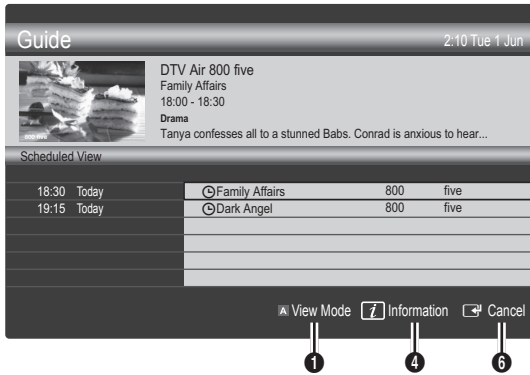 Guide 2:10 Tue 1 Jun
DTV Air 800 five
Family Affairs
18:00 - 18:30
Drama
Tanya confesses all to a stunned Babs. Conrad is anxious to hear...
800 five
Scheduled View
18:30 Today Family Affairs 800 five
19:15 Today Dark Angel 800 five
A View Mode i Information Cancel
1 4 6